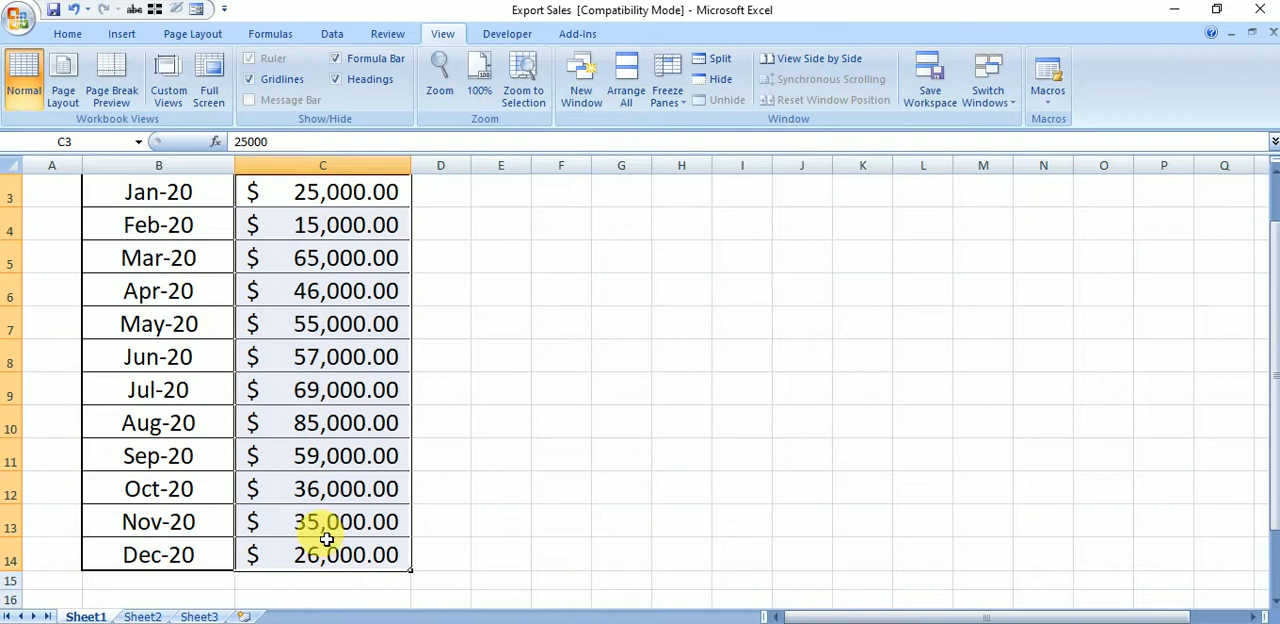 Export Sales  [Compatibility Mode] - Microsoft Excel
abc
Home Insert Page Layout Formulas Data Review View Developer Add-Ins
Normal
Page Layout
Page Break Preview
Custom Views
Full Screen
Workbook Views
Ruler
Gridlines
Message Bar
Formula Bar
Headings
Show/Hide
Zoom
100%
Zoom to Selection
Zoom
New Window
Arrange All
Freeze Panes
Split
Hide
Unhide
View Side by Side
Synchronous Scrolling
Reset Window Position
Save Workspace
Switch Windows
Window
Macros
Macros
C3 fx 25000
A B C D E F G H I J K L M N O P Q
3 Jan-20 $ 25,000.00
4 Feb-20 $ 15,000.00
5 Mar-20 $ 65,000.00
6 Apr-20 $ 46,000.00
7 May-20 $ 55,000.00
8 Jun-20 $ 57,000.00
9 Jul-20 $ 69,000.00
10 Aug-20 $ 85,000.00
11 Sep-20 $ 59,000.00
12 Oct-20 $ 36,000.00
13 Nov-20 $ 35,000.00
14 Dec-20 $ 26,000.00
15
16
Sheet1 Sheet2 Sheet3